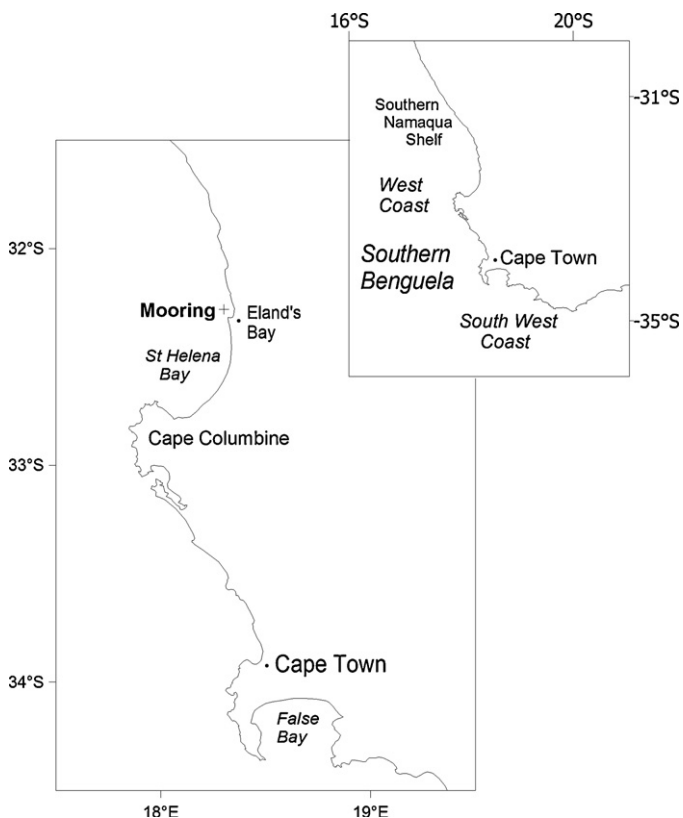 16°S
20°S
-31°S
Southern
Namaqua
Shelf
West
Coast
Southern
Benguela
Cape Town
South West
Coast
-35°S
32°S
Mooring
Eland's
Bay
St Helena
Bay
Cape Columbine
33°S
Cape Town
34°S
False
Bay
18°E
19°E